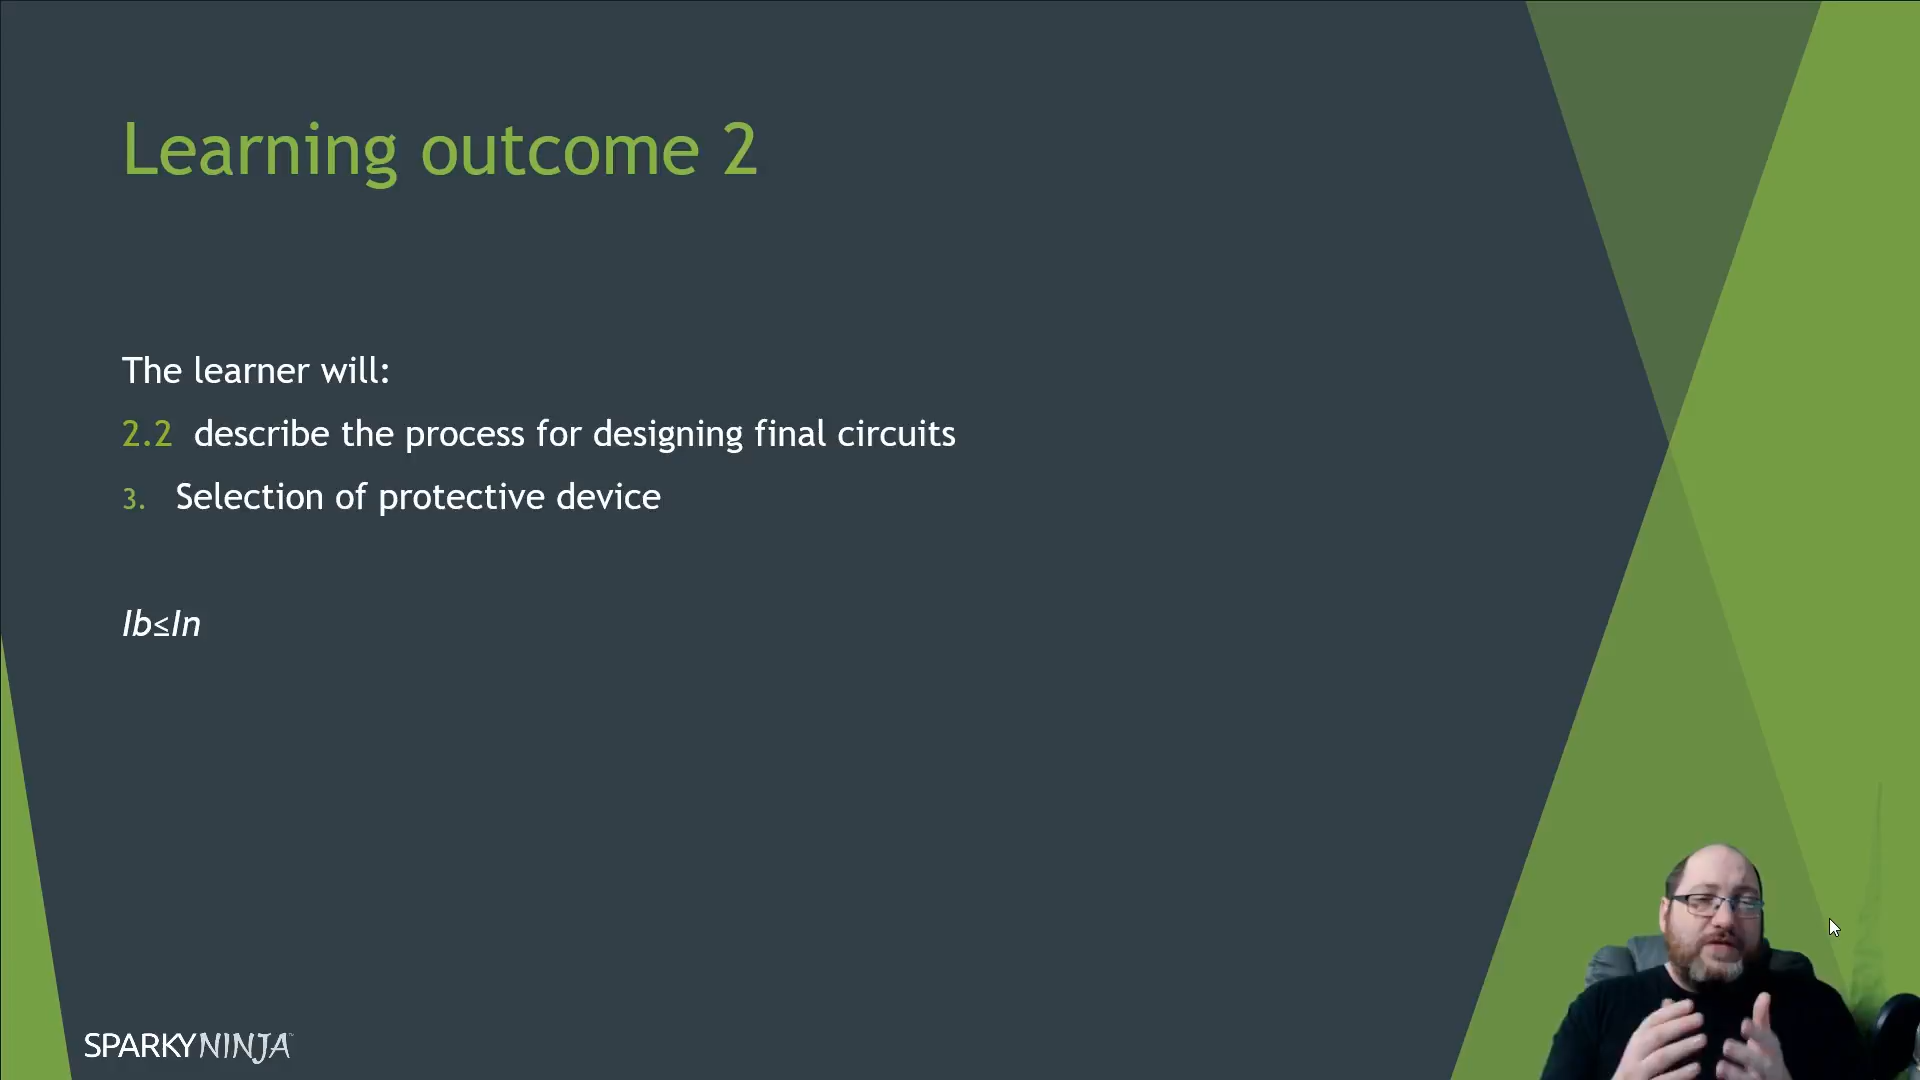 Learning outcome 2
The learner will:
2.2 describe the process for designing final circuits
3. Selection of protective device
Ib≤In
SPARKYNINJA